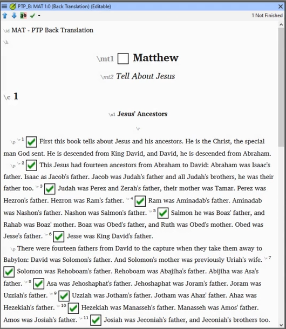 PTP_B: MAT 1:0 (Back Translation) (Editable)
1 Not Finished
\id MAT - PTP Back Translation
\h
\mt1 Matthew
\mt2 Tell About Jesus
\c 1
\s1 Jesus' Ancestors
\p
\p ~ 1 First this book tells about Jesus and his ancestors. He is the Christ, the special
man God sent. He is descended from King David, and David, he is descended from Abraham.
\p ~ 2 This Jesus had fourteen ancestors from Abraham to David: Abraham was Isaac's
father. Isaac as Jacob's father. Jacob was Judah's father and all Judah's brothers, he was their
father too. ~ 3 Judah was Perez and Zerah's father, their mother was Tamar. Perez was
Hezron's father. Hezron was Ram's father. ~ 4 Ram was Aminadab's father. Aminadab
was Nashon's father. Nashon was Salmon's father. ~ 5 Salmon he was Boaz' father, and
Rahab was Boaz' mother. Boaz was Obed's father, and Ruth was Obed's mother. Obed was
Jesse's father. ~ 6 Jesse was King David's father.
\p There were fourteen fathers from David to the capture when they take them away to
Babylon: David was Solomon's father. And Solomon's mother was previously Uriah's wife. ~ 7
Solomon was Rehoboam's father. Rehoboam was Abajiha's father. Abijiha was Asa's
father. ~ 8 Asa was Jehoshaphat's father. Jehoshaphat was Joram's father. Joram was
Uzziah's father. ~ 9 Uzziah was Jotham's father. Jotham was Ahaz' father. Ahaz was
Hezekiah's father. ~ 10 Hezekiah was Manasseh's father. Manasseh was Amos' father.
Amos was Josiah's father. ~ 11 Josiah was Jeconiah's father, and Jeconiah's brothers too.